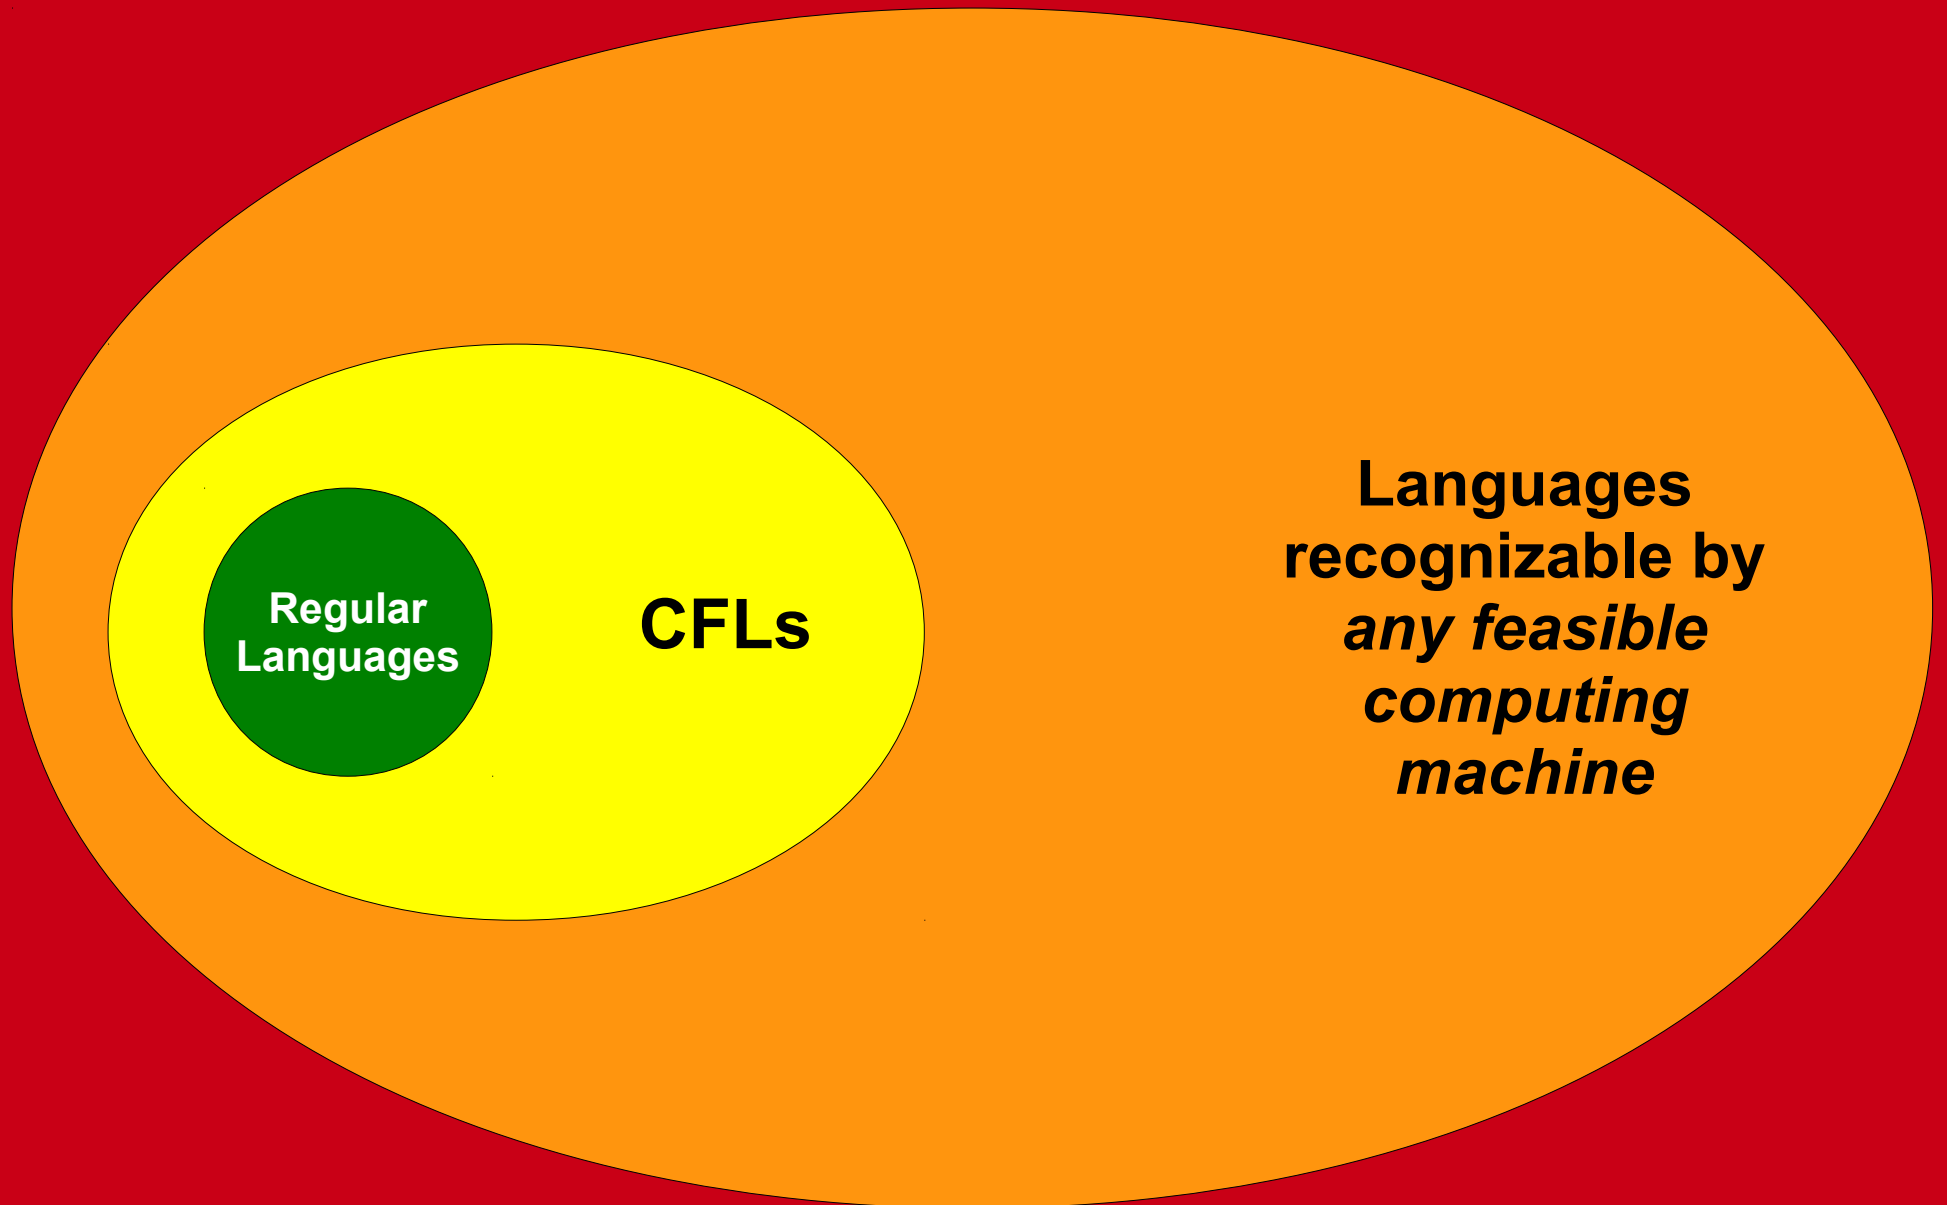 Regular
Languages
CFLs
Languages
recognizable by
any feasible
computing
machine